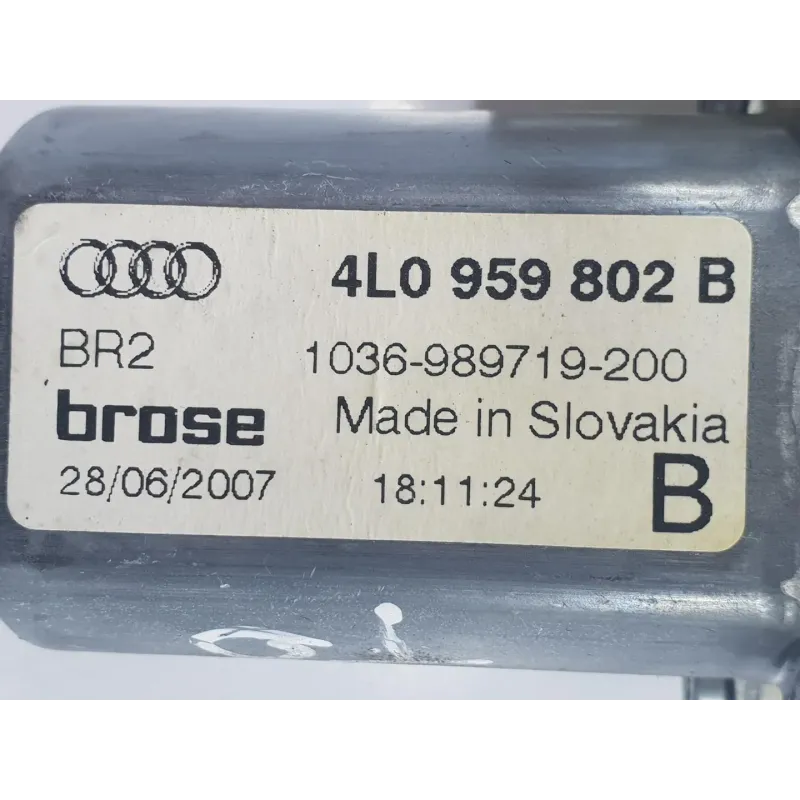 4L0 959 802 B
BR2 1036-989719-200
brose Made in Slovakia
28/06/2007 18:11:24 B